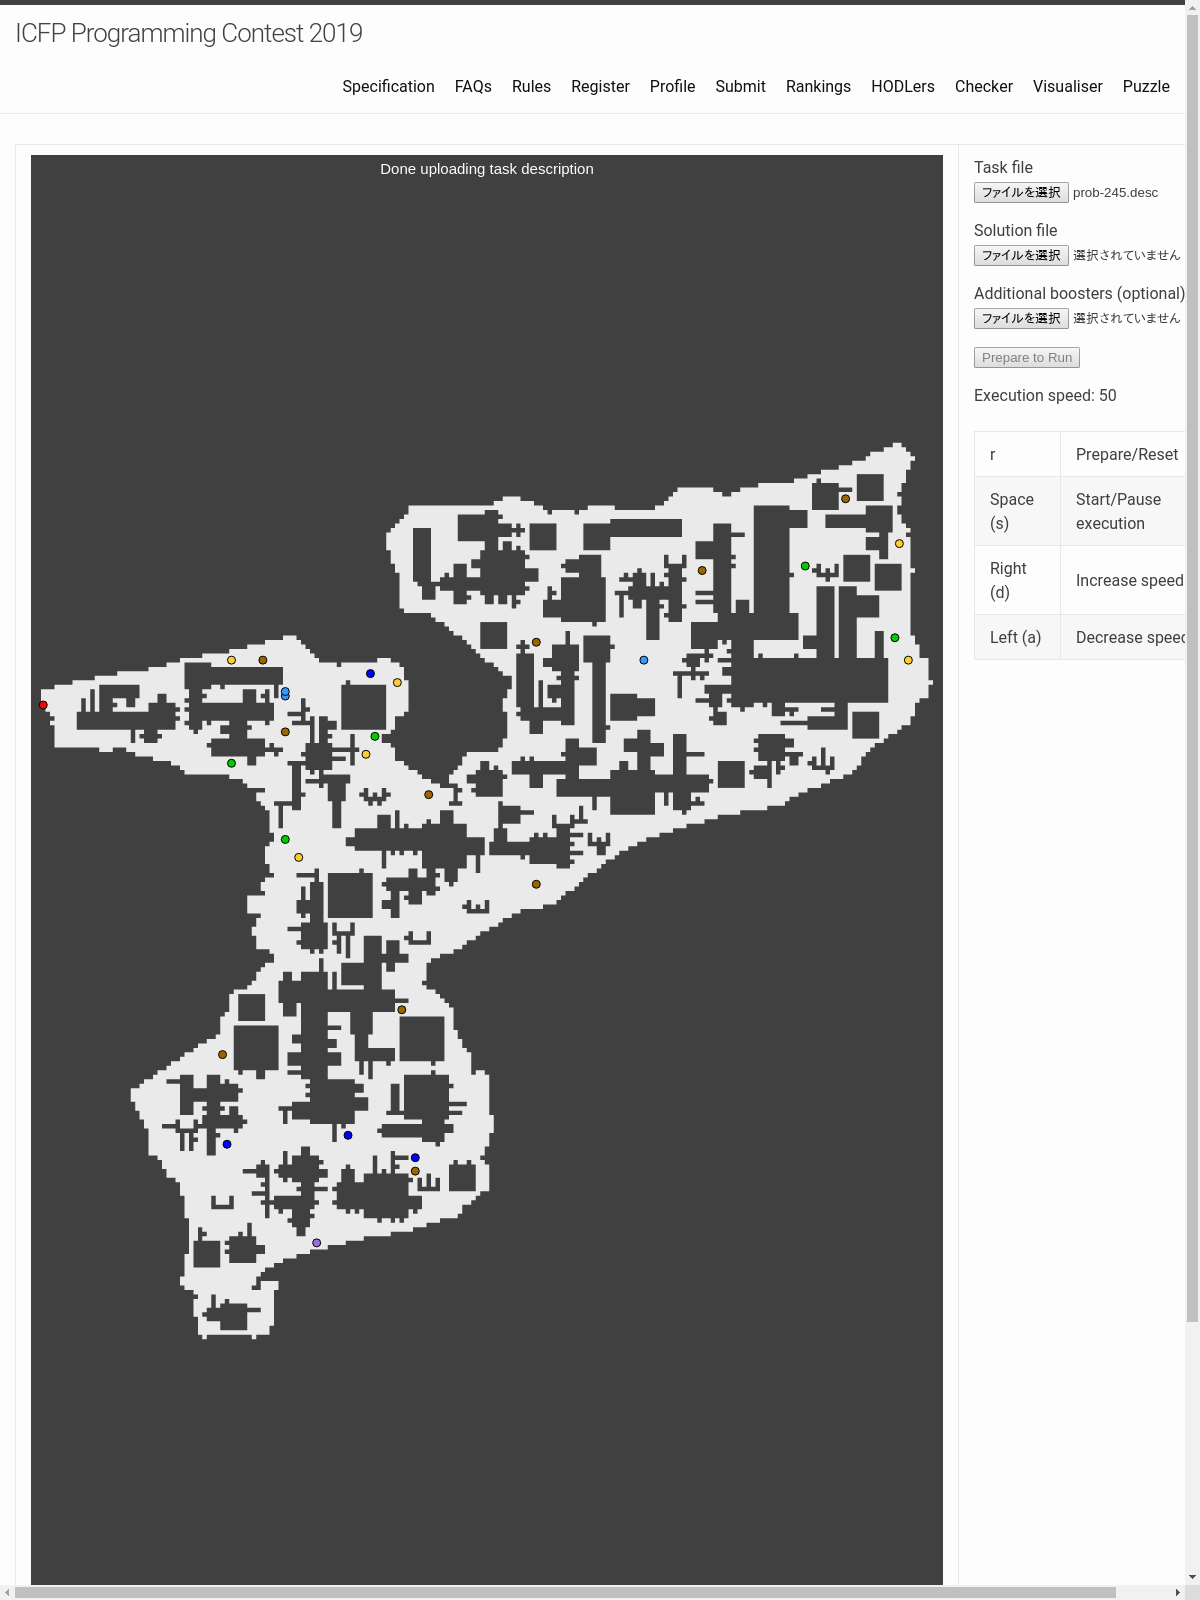 ICFP Programming Contest 2019
Specification FAQs Rules Register Profile Submit Rankings HODLers Checker Visualiser Puzzle
Done uploading task description
Task file
ファイルを選択 prob-245.desc
Solution file
ファイルを選択 選択されていません
Additional boosters (optional)
ファイルを選択 選択されていません
Prepare to Run
Execution speed: 50
r Prepare/Reset
Space (s) Start/Pause execution
Right (d) Increase speed
Left (a) Decrease speed